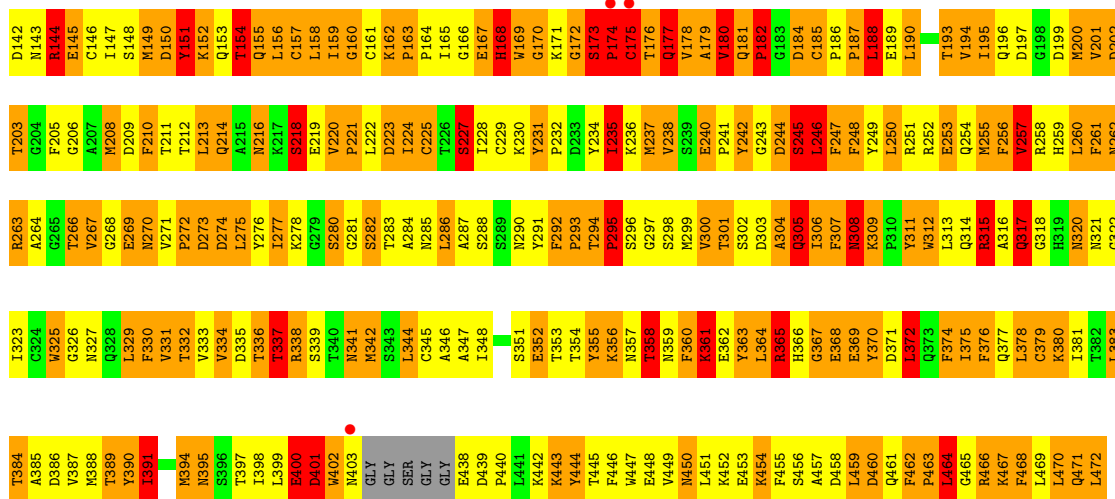 D142 N143 R144 E145 C146 I147 S148 M149 D150 Y151 K152 Q153 T154 Q155 L156 C157 L158 I159 G160 C161 K162 P163 P164 I165 G166 E167 H168 W169 G170 K171 G172 S173 P174 C175 T176 Q177 V178 A179 V180 Q181 P182 G183 D184 C185 P186 P187 L188 E189 L190 T193 V194 I195 Q196 D197 G198 D199 M200 V201
T203 G204 F205 G206 A207 M208 D209 F210 T211 T212 L213 Q214 A215 N216 K217 S218 E219 V220 P221 L222 D223 I224 C225 T226 S227 I228 C229 K230 Y231 P232 D233 Y234 I235 K236 M237 V238 S239 E240 P241 Y242 G243 D244 S245 L246 F247 F248 Y249 L250 R251 R252 E253 Q254 M255 F256 V257 R258 H259 L260 F261 N262
R263 A264 G265 T266 V267 G268 E269 N270 V271 P272 D273 D274 L275 Y276 I277 K278 G279 S280 G281 S282 T283 A284 N285 L286 A287 S288 S289 N290 Y291 F292 P293 T294 P295 S296 G297 S298 M299 V300 T301 S302 D303 A304 Q305 I306 F307 N308 K309 P310 Y311 W312 L313 Q314 R315 A316 Q317 G318 H319 N320 N321 G322
I323 C324 W325 G326 N327 Q328 L329 F330 V331 T332 V333 V334 D335 T336 T337 R338 S339 T340 N341 M342 S343 L344 C345 A346 A347 I348 S351 E352 T353 T354 Y355 K356 N357 T358 N359 F360 K361 E362 Y363 L364 R365 H366 G367 E368 E369 Y370 D371 L372 Q373 F374 I375 F376 Q377 L378 C379 K380 I381 T382 L383
T384 A385 D386 V387 M388 T389 Y390 I391 M394 N395 S396 T397 I398 L399 E400 D401 W402 N403 GLY GLY SER GLY GLY E438 D439 P440 L441 K442 K443 Y444 T445 F446 W447 E448 V449 N450 L451 K452 E453 K454 F455 S456 A457 D458 L459 D460 Q461 F462 P463 L464 G465 R466 K467 F468 L469 L470 Q471 L472